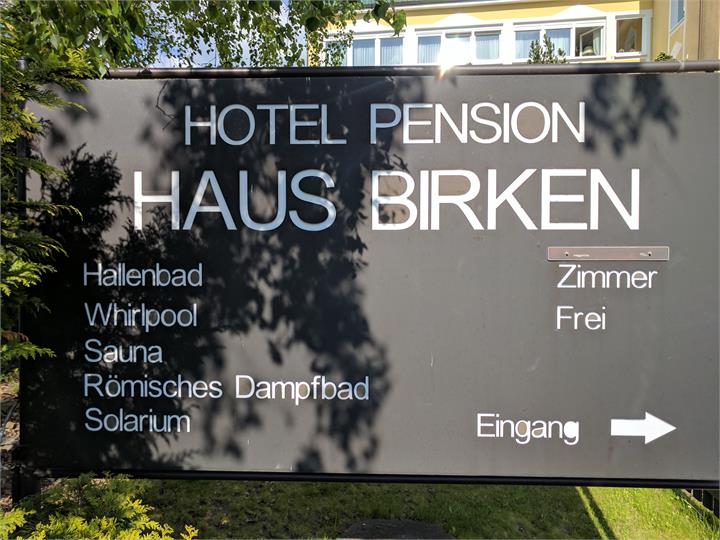 HOTEL PENSION
HAUS BIRKEN
Hallenbad
Whirlpool
Sauna
Römisches Dampfbad
Solarium
Zimmer
Frei
Eingang